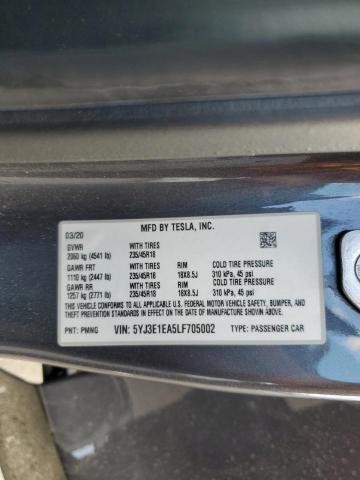 MFD BY TESLA, INC.
03/20
GVWR WITH TIRES
2060 kg (4541 lb) 235/45R18
GAWR FRT WITH TIRES RIM COLD TIRE PRESSURE
1110 kg (2447 lb) 235/45R18 18X8.5J 310 kPa, 45 psi
GAWR RR WITH TIRES RIM COLD TIRE PRESSURE
1257 kg (2771 lb) 235/45R18 18X8.5J 310 kPa, 45 psi
THIS VEHICLE CONFORMS TO ALL APPLICABLE U.S. FEDERAL MOTOR VEHICLE SAFETY, BUMPER, AND
THEFT PREVENTION STANDARDS IN EFFECT ON THE DATE OF MANUFACTURE SHOWN ABOVE.
PNT: PMNG VIN: 5YJ3E1EA5LF705002 TYPE: PASSENGER CAR